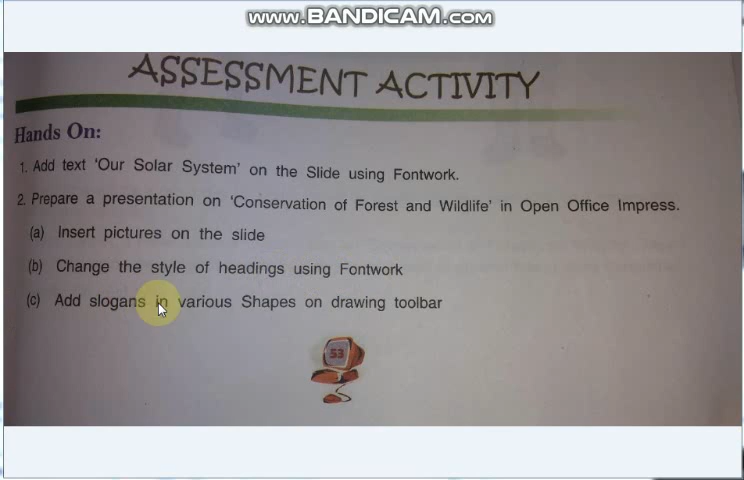 www.BANDICAM.com
ASSESSMENT ACTIVITY
Hands On:
1. Add text 'Our Solar System' on the Slide using Fontwork.
2. Prepare a presentation on 'Conservation of Forest and Wildlife' in Open Office Impress.
(a) Insert pictures on the slide
(b) Change the style of headings using Fontwork
(c) Add slogans in various Shapes on drawing toolbar
53